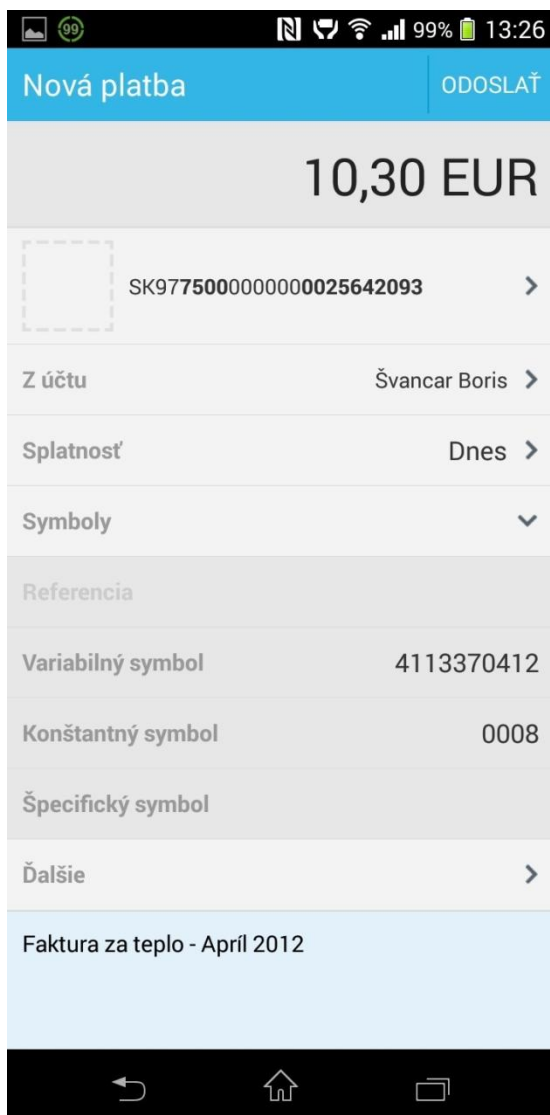 99
99% 13:26
Nová platba ODOSLAŤ
10,30 EUR
SK9775000000000025642093
Z účtu Švancar Boris
Splatnosť Dnes
Symboly
Referencia
Variabilný symbol 4113370412
Konštantný symbol 0008
Špecifický symbol
Ďalšie
Faktura za teplo - Apríl 2012